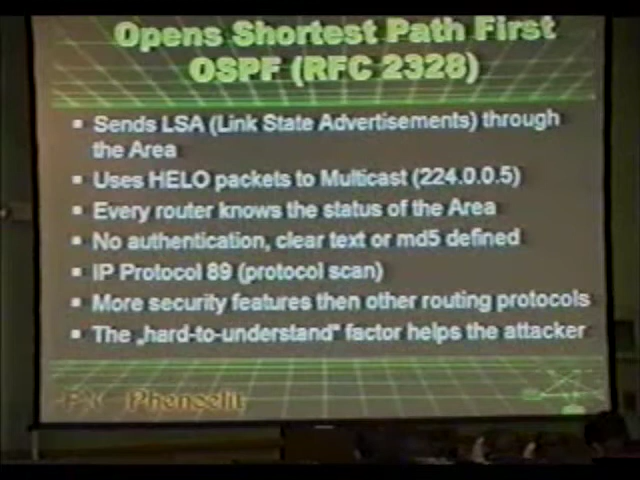 Opens Shortest Path First
OSPF (RFC 2328)
Sends LSA (Link State Advertisements) through
the Area
Uses HELO packets to Multicast (224.0.0.5)
Every router knows the status of the Area
No authentication, clear text or md5 defined
IP Protocol 89 (protocol scan)
More security features then other routing protocols
The „hard-to-understand“ factor helps the attacker
Phenoelit